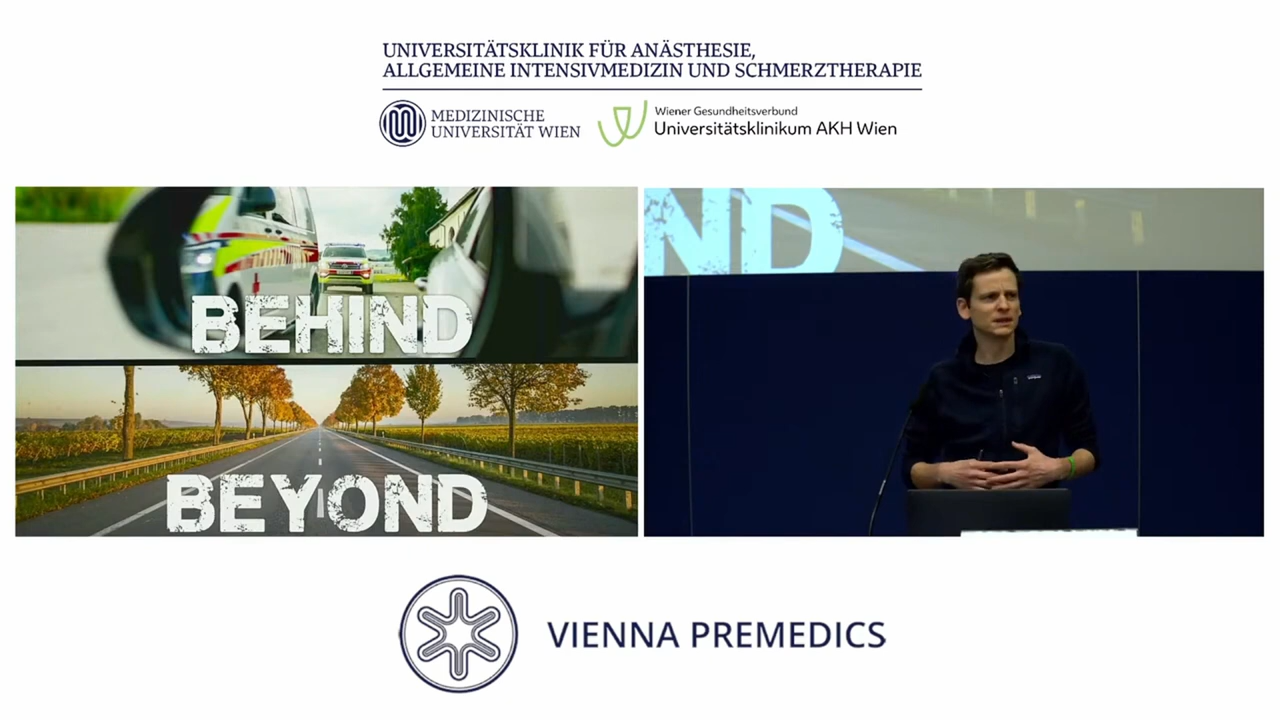 UNIVERSITÄTSKLINIK FÜR ANÄSTHESIE,
ALLGEMEINE INTENSIVMEDIZIN UND SCHMERZTHERAPIE
MEDIZINISCHE
UNIVERSITÄT WIEN
Wiener Gesundheitsverbund
Universitätsklinikum AKH Wien
BEHIND
BEYOND
ND
VIENNA PREMEDICS